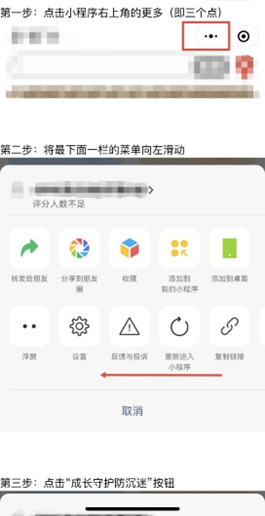 第一步：点击小程序右上角的更多（即三个点）
第二步：将最下面一栏的菜单向左滑动
评分人数不足
转发给朋友
分享到朋友圈
收藏
添加到我的小程序
添加到桌面
浮窗
设置
反馈与投诉
重新进入小程序
复制链接
取消
第三步：点击“成长守护防沉迷”按钮